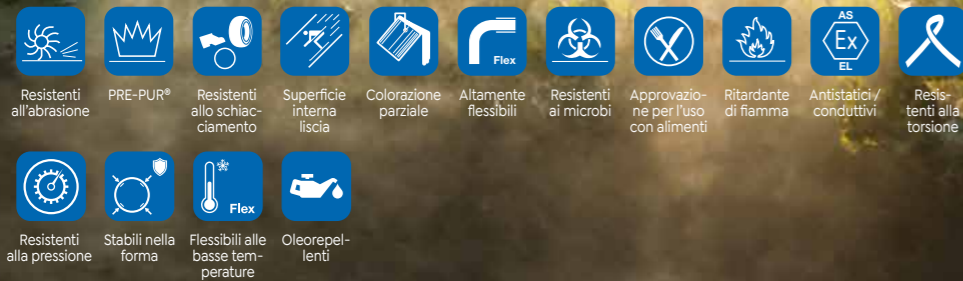 Resistenti
all'abrasione
PRE-PUR®
Resistenti
allo schiac-
ciamento
Superficie
interna
liscia
Colorazione
parziale
Flex
Altamente
flessibili
Resistenti
ai microbi
Approvazio-
ne per l'uso
con alimenti
Ritardante
di fiamma
AS
Ex
EL
Antistatici /
conduttivi
Resis-
tenti alla
torsione
Resistenti
alla pressione
Stabili nella
forma
Flex
Flessibili alle
basse tem-
perature
Oleorepel-
lenti